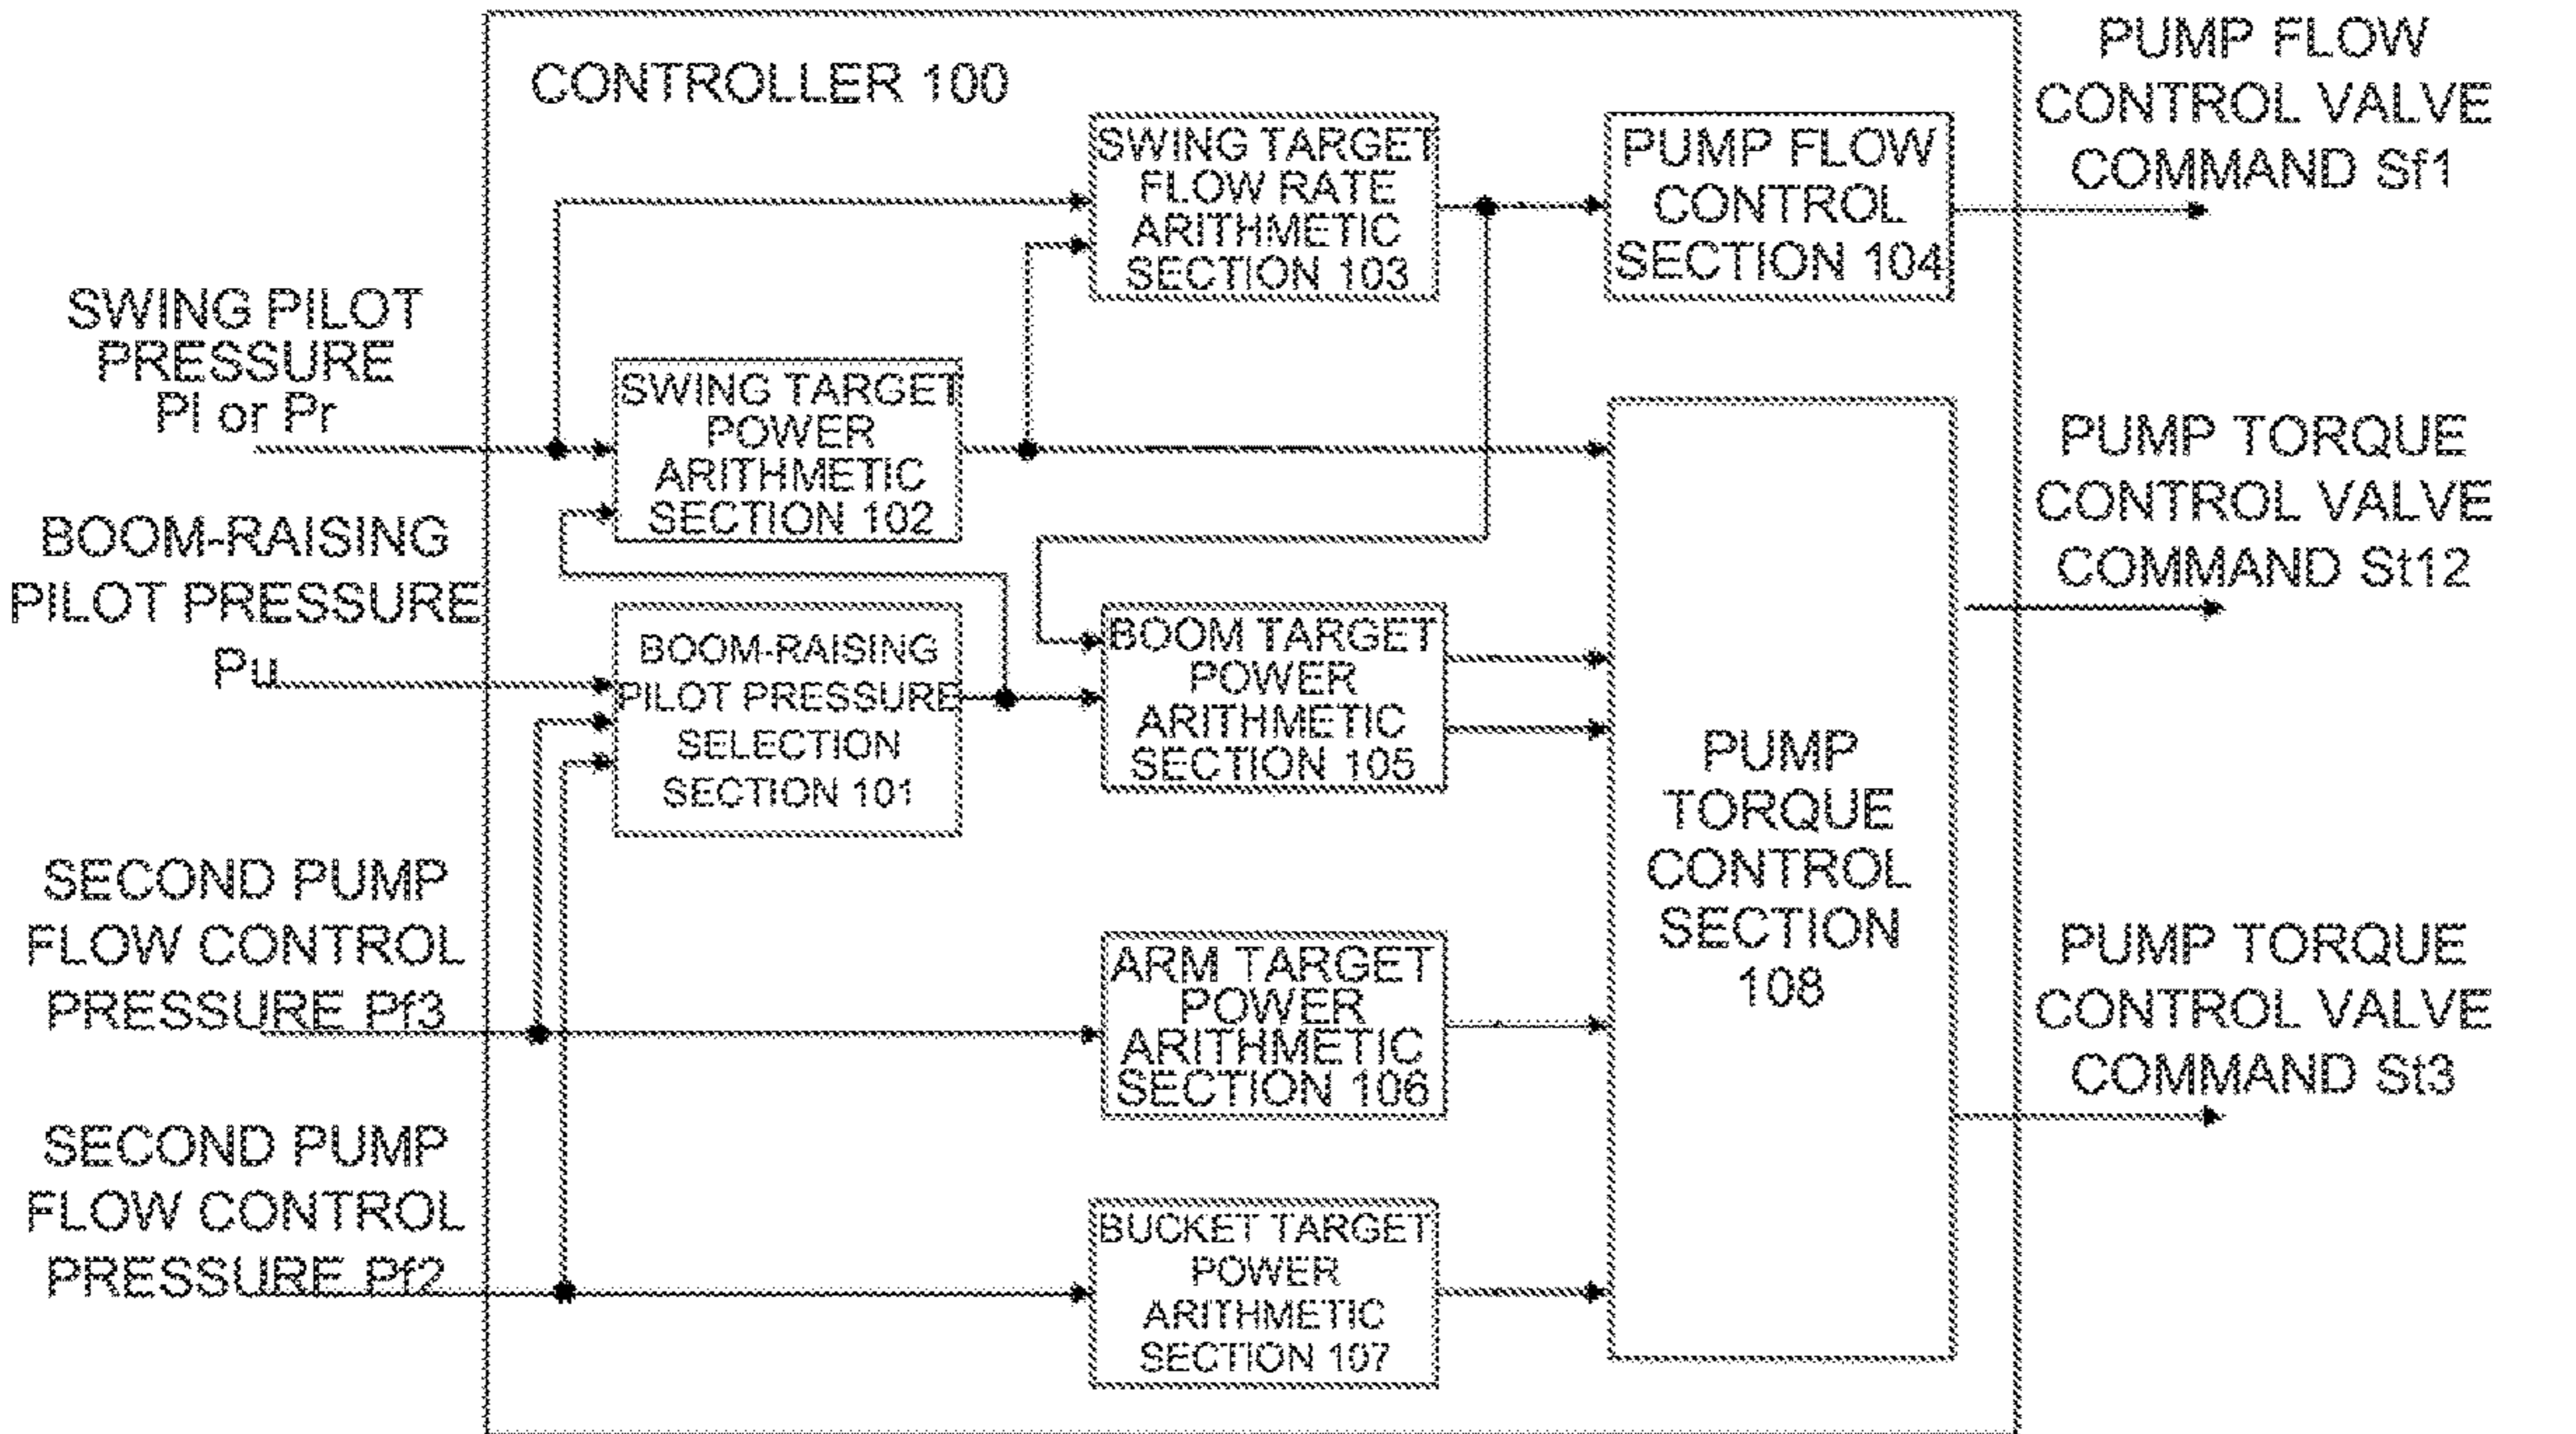 CONTROLLER 100
SWING PILOT
PRESSURE
Pl or Pr
BOOM-RAISING
PILOT PRESSURE
Pu
SECOND PUMP
FLOW CONTROL
PRESSURE Pf3
SECOND PUMP
FLOW CONTROL
PRESSURE Pf2
SWING TARGET
POWER
ARITHMETIC
SECTION 102
BOOM-RAISING
PILOT PRESSURE
SELECTION
SECTION 101
SWING TARGET
FLOW RATE
ARITHMETIC
SECTION 103
BOOM TARGET
POWER
ARITHMETIC
SECTION 105
ARM TARGET
POWER
ARITHMETIC
SECTION 106
BUCKET TARGET
POWER
ARITHMETIC
SECTION 107
PUMP FLOW
CONTROL
SECTION 104
PUMP
TORQUE
CONTROL
SECTION
108
PUMP FLOW
CONTROL VALVE
COMMAND Sf1
PUMP TORQUE
CONTROL VALVE
COMMAND St12
PUMP TORQUE
CONTROL VALVE
COMMAND St3